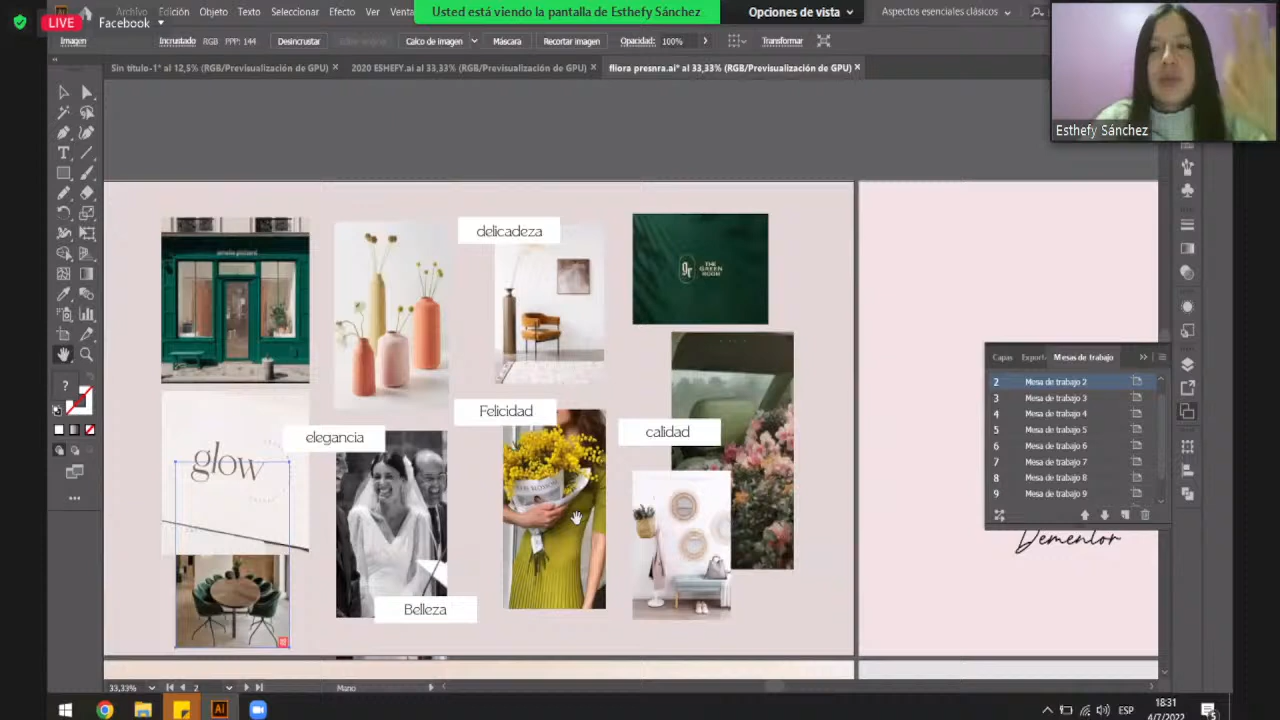 LIVE
Facebook
Archivo Edición Objeto Texto Seleccionar Efecto Ver
Usted está viendo la pantalla de Esthefy Sánchez
Opciones de vista
Aspectos esenciales clásicos
Imagen
Incrustado RGB PPP: 144
Desincrustar
Calco de imagen
Máscara
Recortar imagen
Opacidad: 100%
Transformar
Sin título-1* al 12,5% (RGB/Previsualización de GPU)
2020 ESHEFY.ai al 33,33% (RGB/Previsualización de GPU)
fliora presnra.ai* al 33,33% (RGB/Previsualización de GPU)
Esthefy Sánchez
delicadeza
gr
THE
GREEN
ROOM
Felicidad
elegancia
calidad
glow
Belleza
Capas
Mesas de trabajo
2 Mesa de trabajo 2
3 Mesa de trabajo 3
4 Mesa de trabajo 4
5 Mesa de trabajo 5
6 Mesa de trabajo 6
7 Mesa de trabajo 7
8 Mesa de trabajo 8
9 Mesa de trabajo 9
Dementor
33,33%
2
Mano
Ai
ESP
18:31
4/7/2022